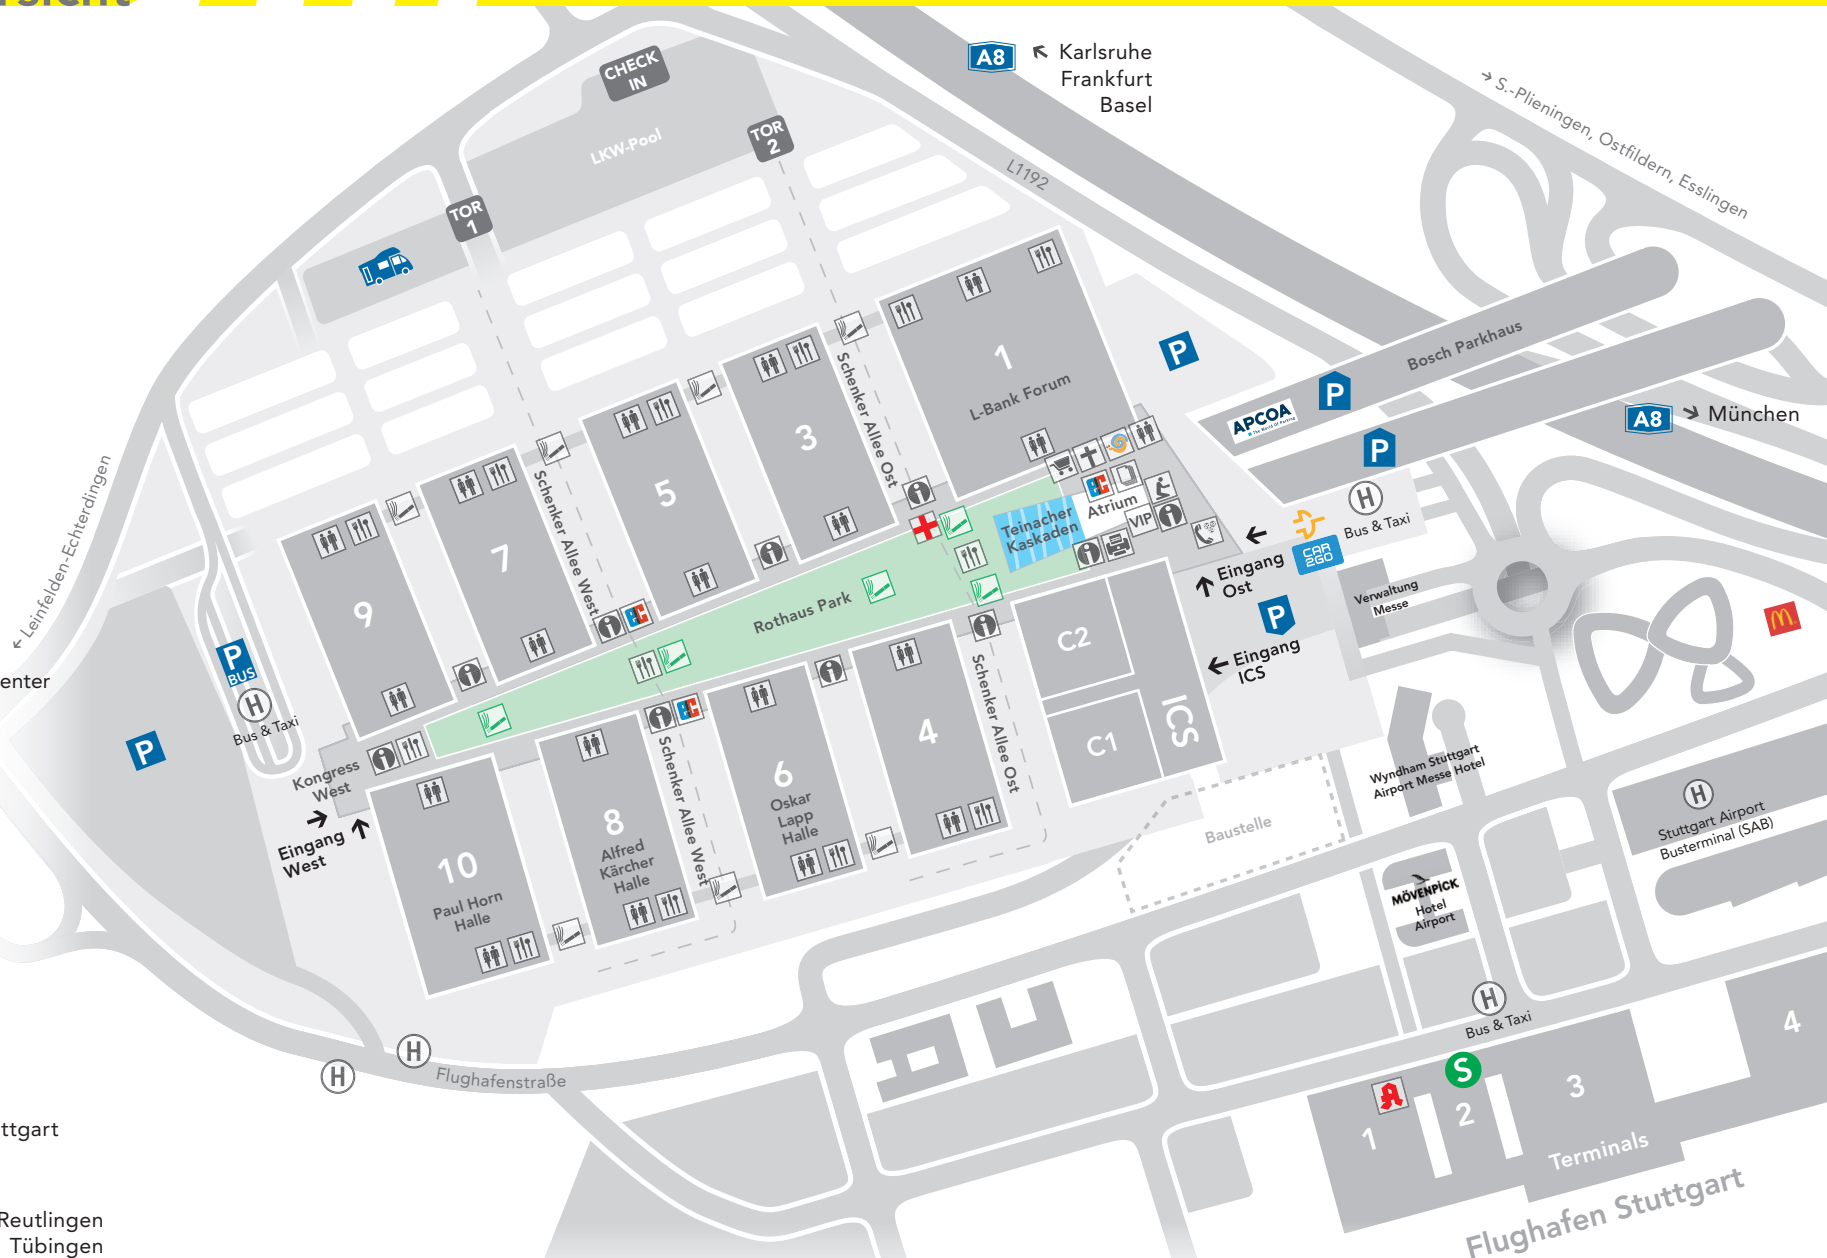 CHECK
IN
LKW-Pool
TOR
2
TOR
1
A8
Karlsruhe
Frankfurt
Basel
S.-Plieningen, Ostfildern, Esslingen
L1192
Leinfelden-Echterdingen
Bosch Parkhaus
APCOA
P
P
P
A8
München
1
L-Bank Forum
3
5
7
9
Schenker Allee Ost
Schenker Allee West
Teinacher
Kaskaden
Atrium
VIP
EC
Rothaus Park
EC
EC
H
Bus & Taxi
CAR
2GO
Eingang
Ost
P
Eingang
ICS
Verwaltung
Messe
C2
C1
ICS
P
BUS
H
Bus & Taxi
P
enter
Kongress
West
Eingang
West
10
Paul Horn
Halle
8
Alfred
Kärcher
Halle
6
Oskar
Lapp
Halle
4
Schenker Allee West
Schenker Allee Ost
Baustelle
Wyndham Stuttgart
Airport Messe Hotel
MÖVENPICK
Hotel
Airport
H
Stuttgart Airport
Busterminal (SAB)
H
Bus & Taxi
S
H
H
Flughafenstraße
1
2
3
4
Terminals
Flughafen Stuttgart
ttgart
Reutlingen
Tübingen